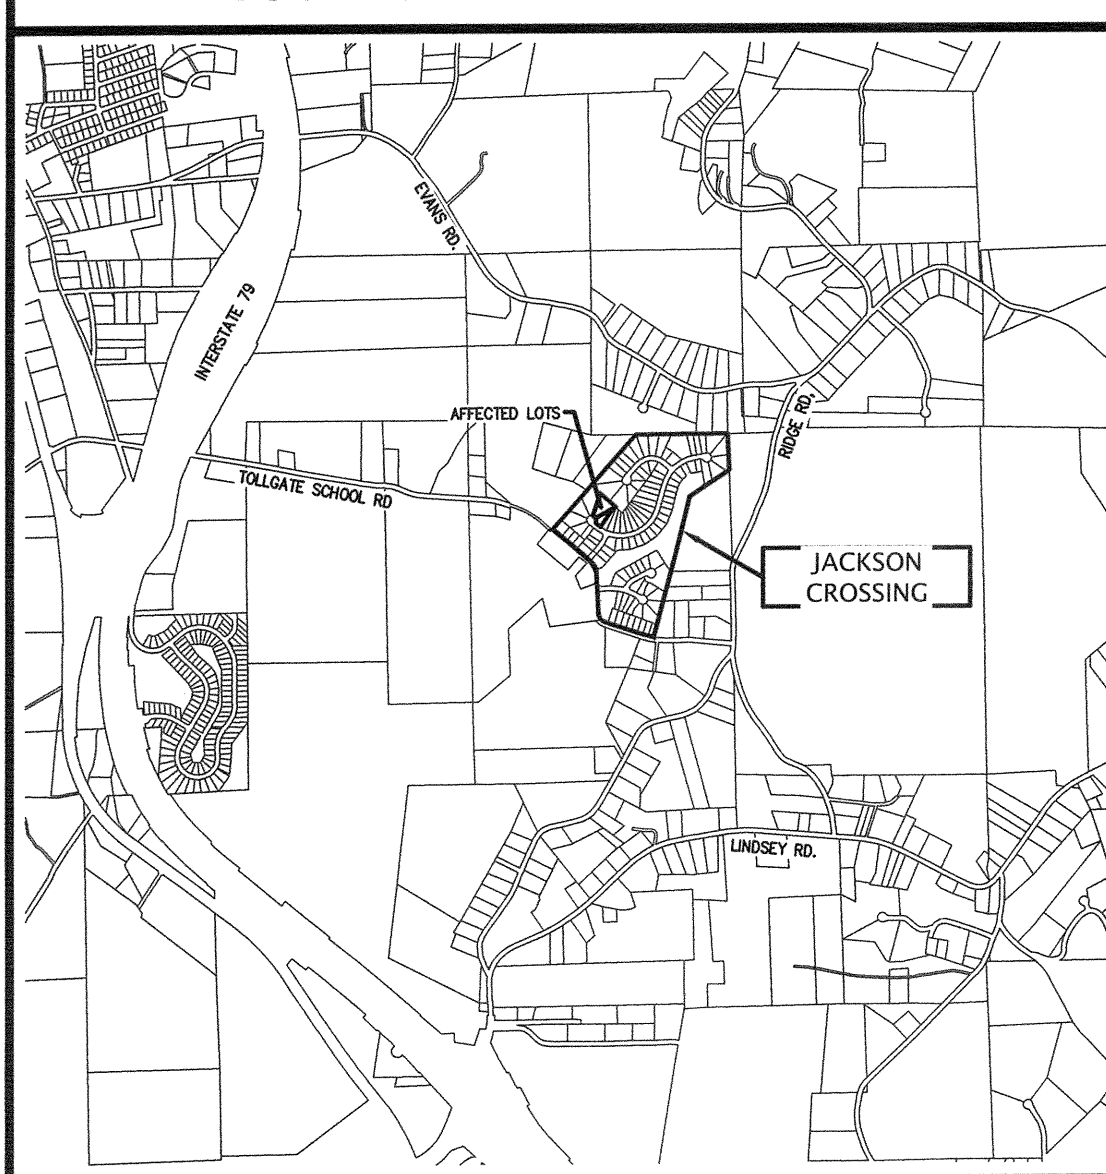 EVANS RD.
INTERSTATE 79
RIDGE RD.
AFFECTED LOTS
TOLLGATE SCHOOL RD
JACKSON
CROSSING
LINDSEY RD.